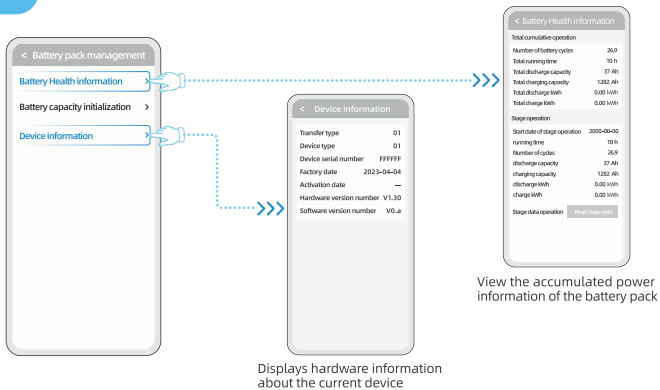 < Battery pack management
Battery Health information >
Battery capacity initialization >
Device information >
< Device information
Transfer type 01
Device type 01
Device serial number FFFFFF
Factory date 2023-04-04
Activation date —
Hardware version number V1.30
Software version number V0.a
Displays hardware information
about the current device
< Battery Health information
Total cumulative operation
Number of battery cycles 26.9
Total running time 10 h
Total discharge capacity 37 Ah
Total charging capacity 1282 Ah
Total discharge kWh 0.00 kWh
Total charge kWh 0.00 kWh
Stage operation
Start date of stage operation 2000-00-00
running time 10 h
Number of cycles 26.9
discharge capacity 37 Ah
charging capacity 1282 Ah
discharge kWh 0.00 kWh
charge kWh 0.00 kWh
Stage data operation Reset stage data
View the accumulated power
information of the battery pack